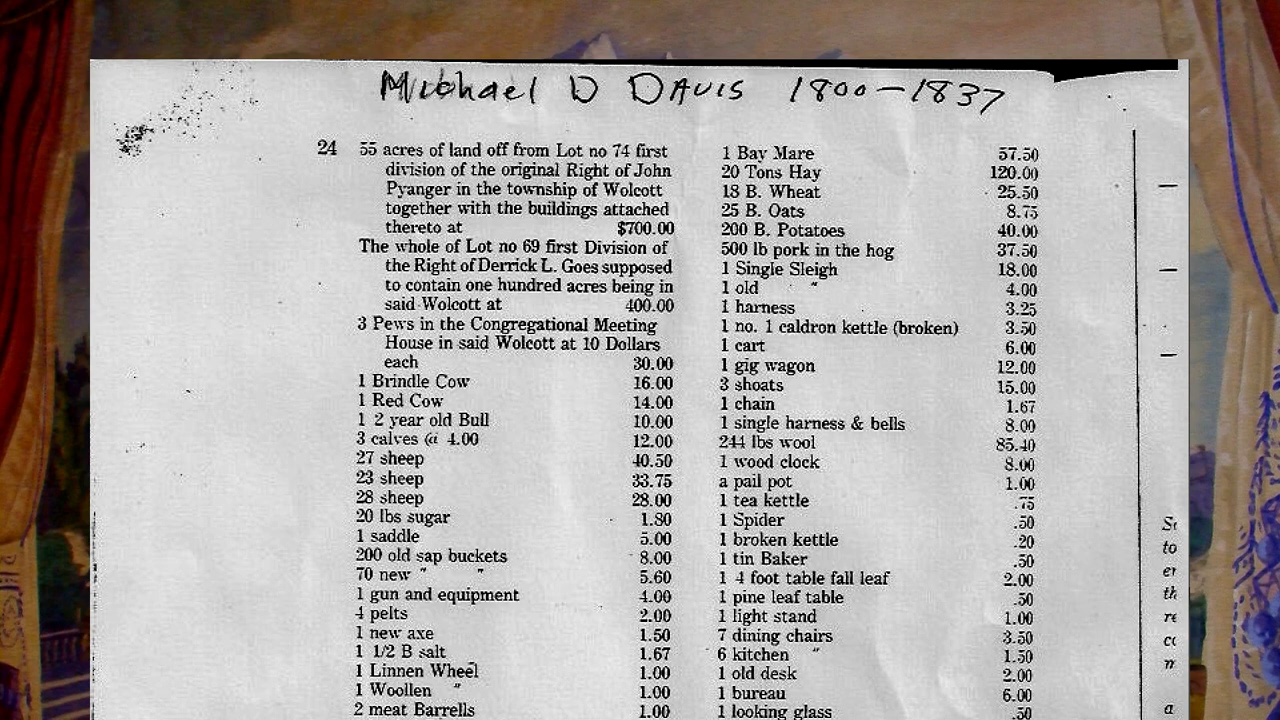 Michael D DAVIS 1800-1837
24 55 acres of land off from Lot no 74 first
division of the original Right of John
Pyanger in the township of Wolcott
together with the buildings attached
thereto at $700.00
The whole of Lot no 69 first Division of
the Right of Derrick L. Goes supposed
to contain one hundred acres being in
said Wolcott at 400.00
3 Pews in the Congregational Meeting
House in said Wolcott at 10 Dollars
each 30.00
1 Brindle Cow 16.00
1 Red Cow 14.00
1 2 year old Bull 10.00
3 calves @ 4.00 12.00
27 sheep 40.50
23 sheep 33.75
28 sheep 28.00
20 lbs sugar 1.80
1 saddle 5.00
200 old sap buckets 8.00
70 new " " 5.60
1 gun and equipment 4.00
4 pelts 2.00
1 new axe 1.50
1 1/2 B salt 1.67
1 Linnen Wheel 1.00
1 Woollen " 1.00
2 meat Barrells 1.00
1 Bay Mare 57.50
20 Tons Hay 120.00
18 B. Wheat 25.50
25 B. Oats 8.75
200 B. Potatoes 40.00
500 lb pork in the hog 37.50
1 Single Sleigh 18.00
1 old " 4.00
1 harness 3.25
1 no. 1 caldron kettle (broken) 3.50
1 cart 6.00
1 gig wagon 12.00
3 shoats 15.00
1 chain 1.67
1 single harness & bells 8.00
244 lbs wool 85.40
1 wood clock 8.00
a pail pot 1.00
1 tea kettle .75
1 Spider .50
1 broken kettle .20
1 tin Baker .50
1 4 foot table fall leaf 2.00
1 pine leaf table .50
1 light stand 1.00
7 dining chairs 3.50
6 kitchen " 1.50
1 old desk 2.00
1 bureau 6.00
1 looking glass .50
to